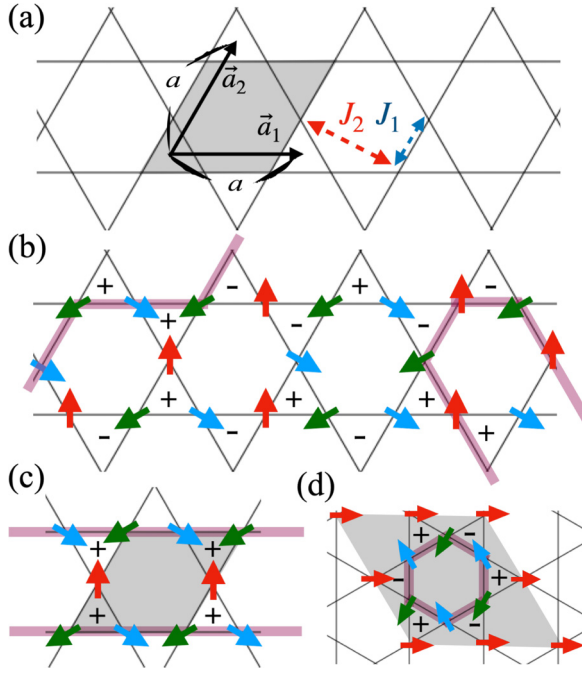 (a)
a a⃗₂
a⃗₁
a
J₂ J₁
(b)
+ - + -
+ - -
+ + +
- - - +
(c)
+ +
+ +
(d)
+ -
- +
+ -